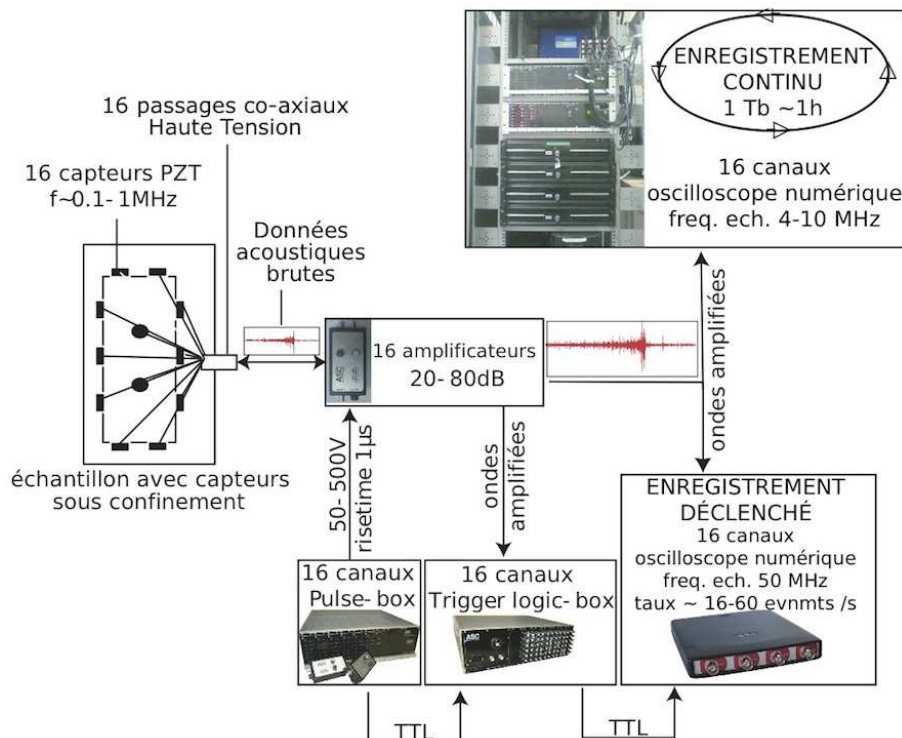 16 passages co-axiaux
Haute Tension
16 capteurs PZT
f~0.1- 1MHz
Données
acoustiques
brutes
ENREGISTREMENT
CONTINU
1 Tb ~1h
16 canaux
oscilloscope numérique
freq. ech. 4-10 MHz
16 amplificateurs
20- 80dB
ASC
ondes amplifiées
échantillon avec capteurs
sous confinement
50- 500V
risetime 1µs
ondes
amplifiées
16 canaux
Pulse- box
16 canaux
Trigger logic- box
ASC
ENREGISTREMENT
DÉCLENCHÉ
16 canaux
oscilloscope numérique
freq. ech. 50 MHz
taux ~ 16-60 evnmts /s
TTL
TTL